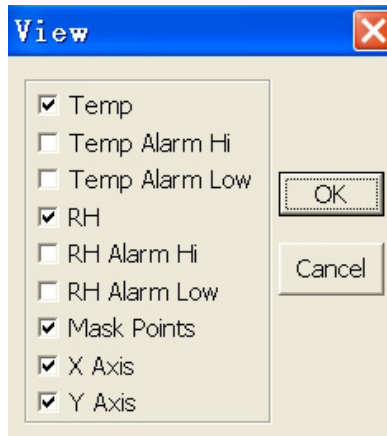 View
Temp
Temp Alarm Hi
Temp Alarm Low
RH
RH Alarm Hi
RH Alarm Low
Mask Points
X Axis
Y Axis
OK
Cancel